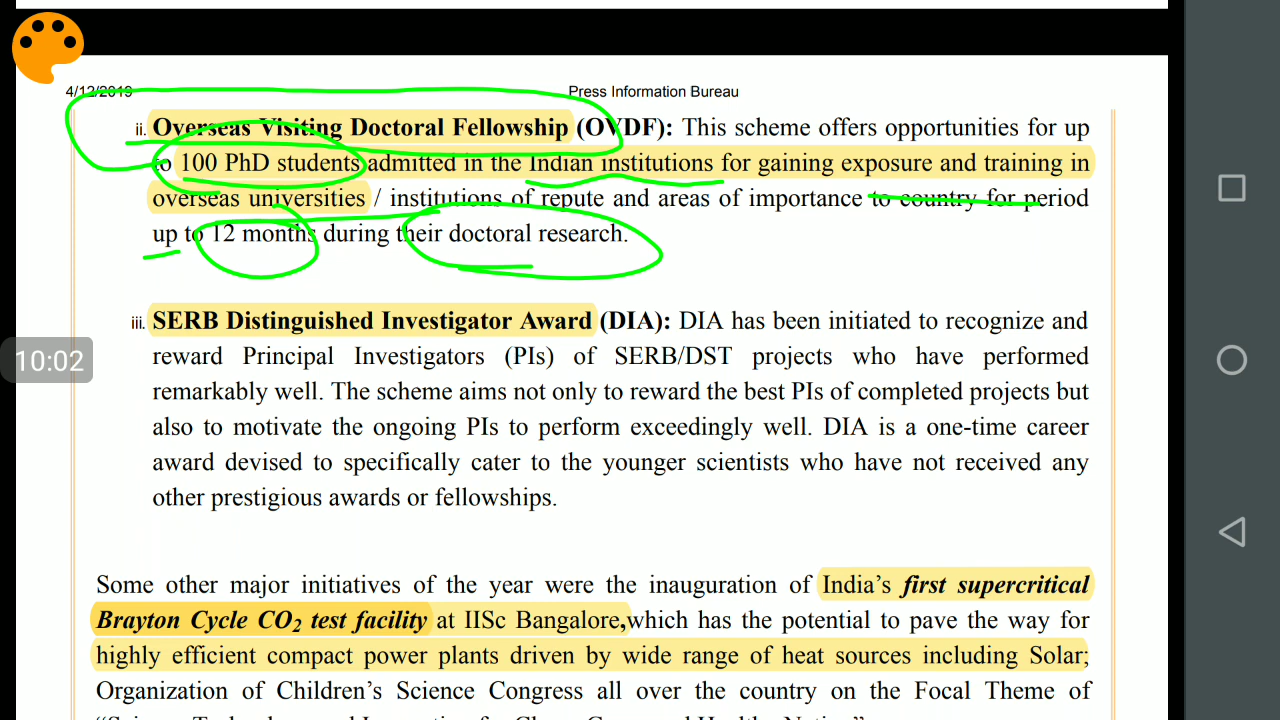 4/12/2019 Press Information Bureau
ii. Overseas Visiting Doctoral Fellowship (OVDF): This scheme offers opportunities for up
to 100 PhD students admitted in the Indian institutions for gaining exposure and training in
overseas universities / institutions of repute and areas of importance to country for period
up to 12 months during their doctoral research.
iii. SERB Distinguished Investigator Award (DIA): DIA has been initiated to recognize and
10:02
reward Principal Investigators (PIs) of SERB/DST projects who have performed
remarkably well. The scheme aims not only to reward the best PIs of completed projects but
also to motivate the ongoing PIs to perform exceedingly well. DIA is a one-time career
award devised to specifically cater to the younger scientists who have not received any
other prestigious awards or fellowships.
Some other major initiatives of the year were the inauguration of India's first supercritical
Brayton Cycle CO2 test facility at IISc Bangalore, which has the potential to pave the way for
highly efficient compact power plants driven by wide range of heat sources including Solar;
Organization of Children's Science Congress all over the country on the Focal Theme of